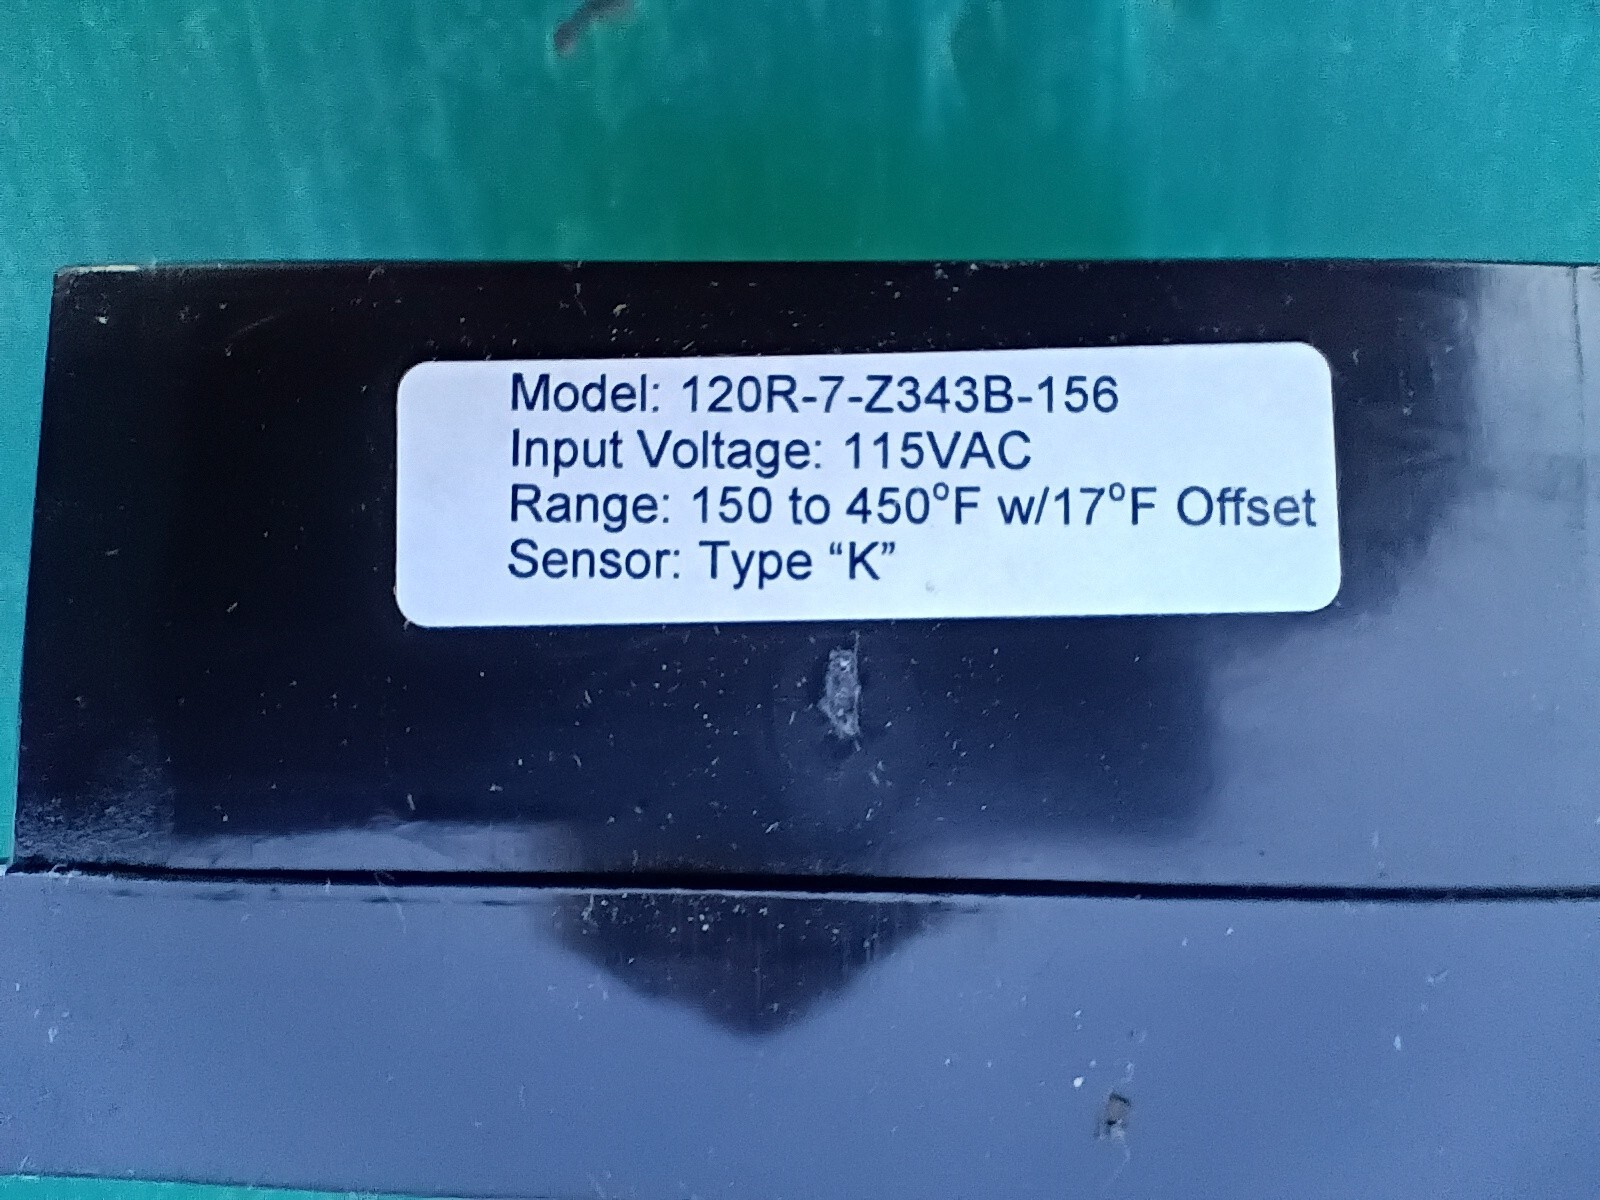 Model: 120R-7-Z343B-156
Input Voltage: 115VAC
Range: 150 to 450°F w/17°F Offset
Sensor: Type “K”